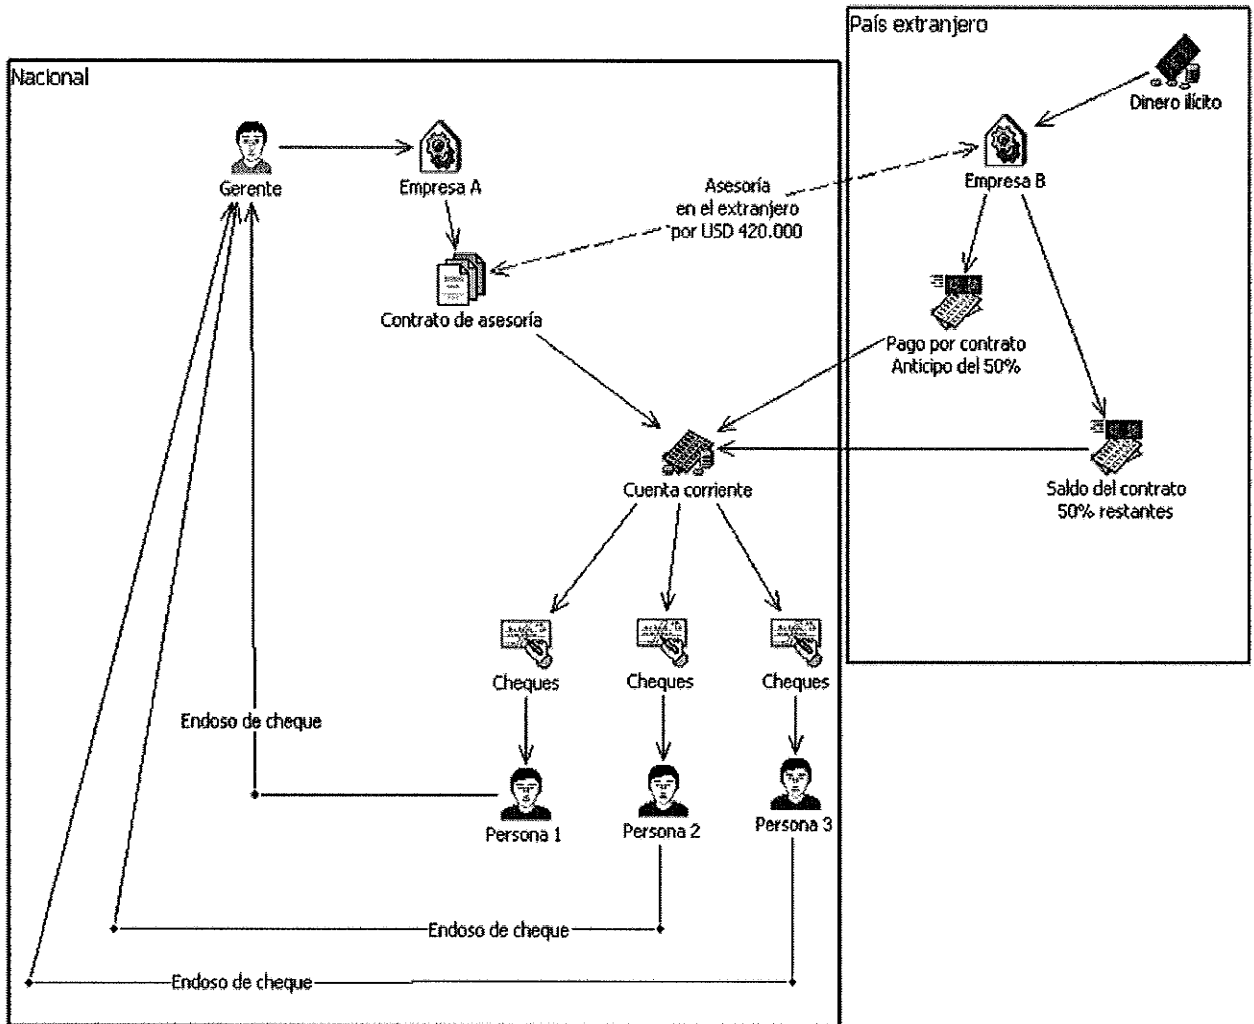 País extranjero
Nacional
Dinero ilícito
Gerente
Empresa A
Asesoría
en el extranjero
por USD 420.000
Empresa B
Contrato de asesoría
Pago por contrato
Anticipo del 50%
Cuenta corriente
Saldo del contrato
50% restantes
Cheques
Cheques
Cheques
Endoso de cheque
Persona 1
Persona 2
Persona 3
Endoso de cheque
Endoso de cheque